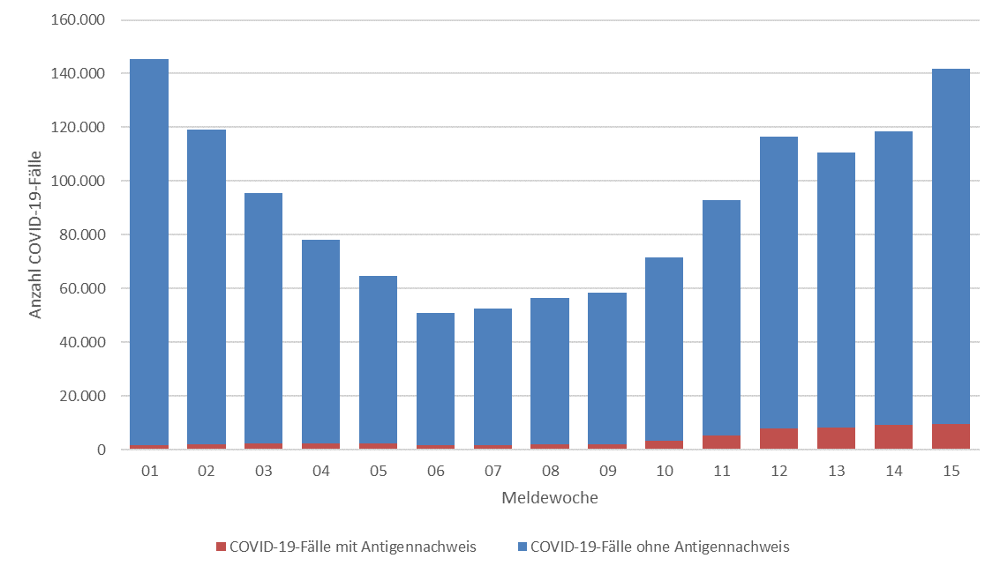 160.000
140.000
120.000
100.000
80.000
60.000
40.000
20.000
0
Anzahl COVID-19-Fälle
01 02 03 04 05 06 07 08 09 10 11 12 13 14 15
Meldewoche
COVID-19-Fälle mit Antigennachweis COVID-19-Fälle ohne Antigennachweis